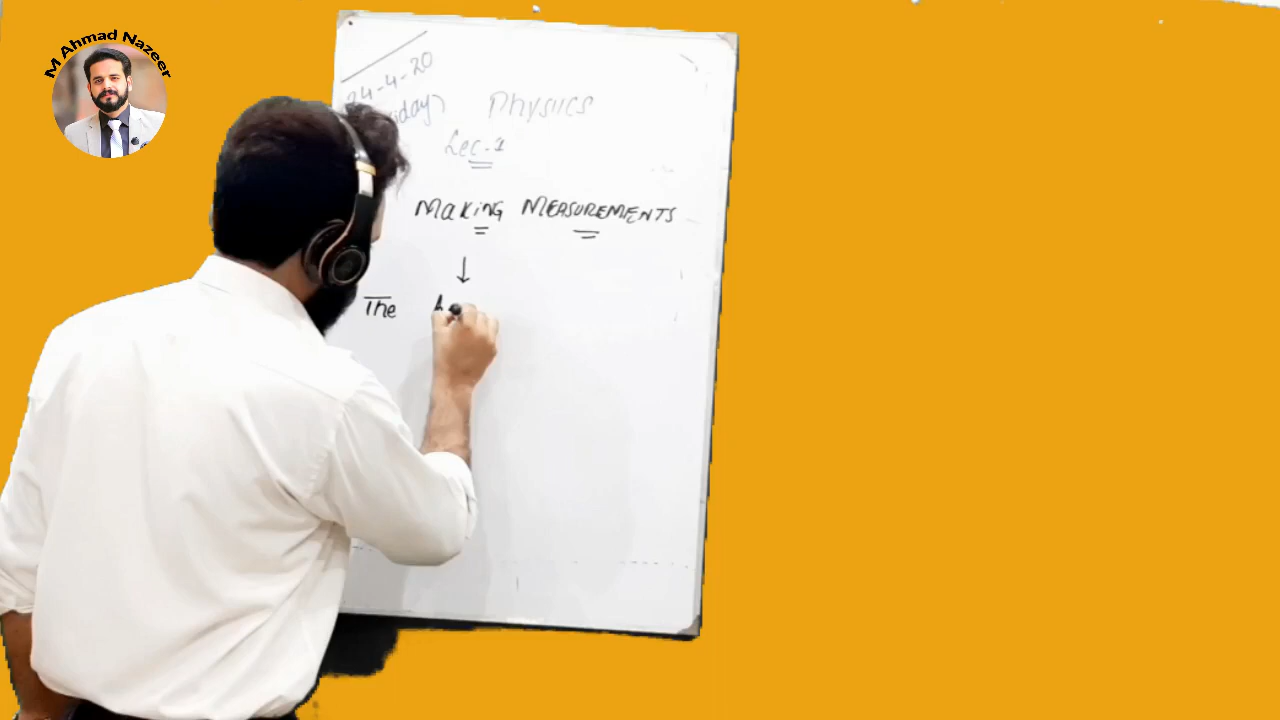 M Ahmad Nazeer
24-4-20
Physics
Lec-1
MaKiNG MEASUREMENTS
The